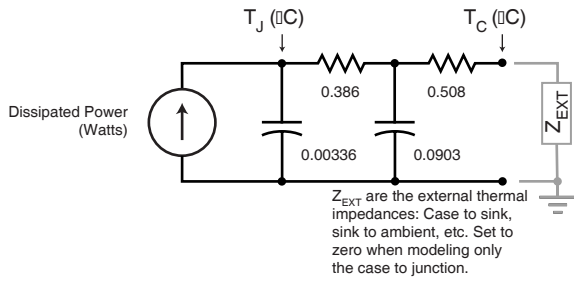 T_J (▯C)
T_C (▯C)
0.386
0.508
Dissipated Power
(Watts)
Z_EXT
0.00336
0.0903
Z_EXT are the external thermal
impedances: Case to sink,
sink to ambient, etc. Set to
zero when modeling only
the case to junction.